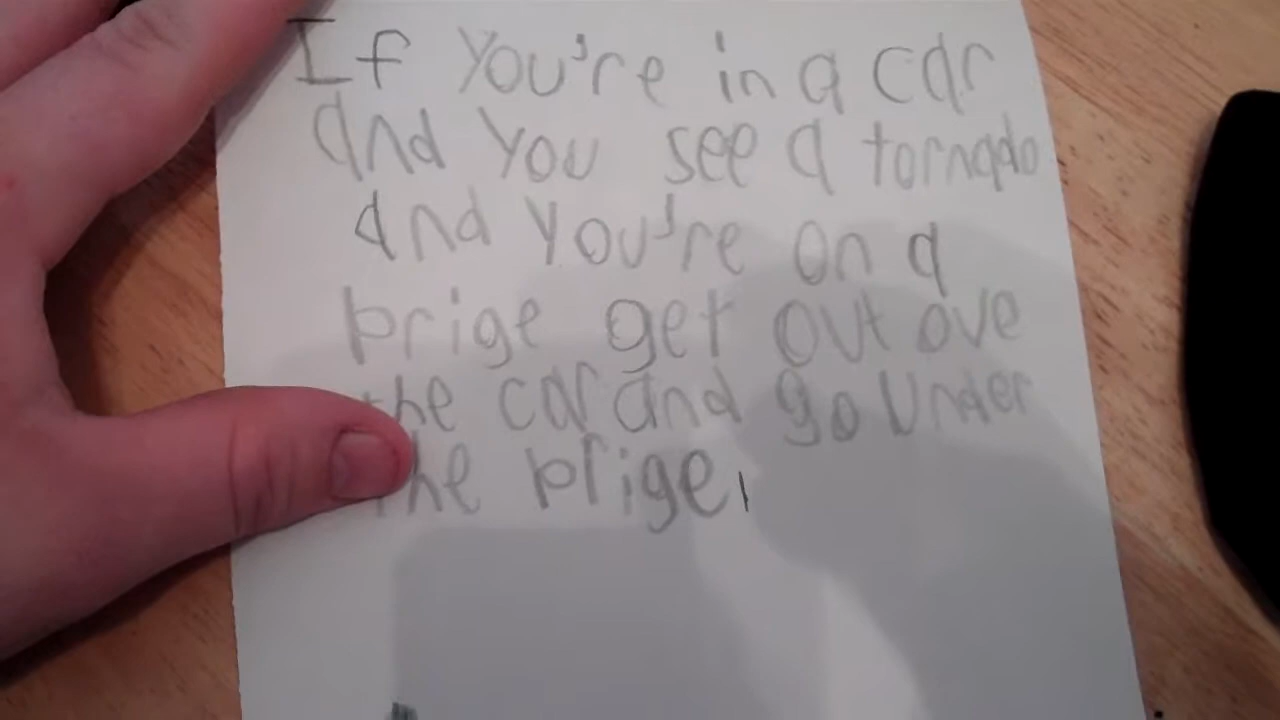 If you're in a car
and you see a tornado
and you're on a
brige get out ove
the car and go under
the brige